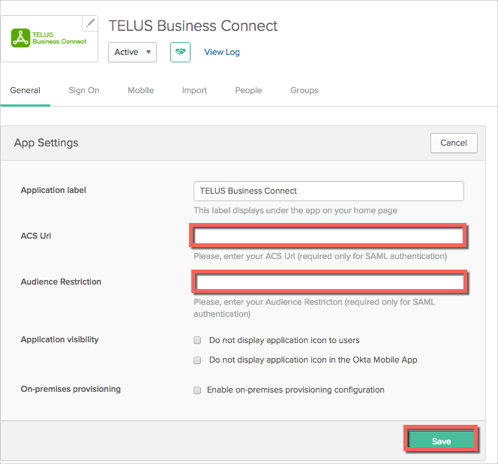 TELUS
Business Connect
TELUS Business Connect
Active
View Log
General
Sign On
Mobile
Import
People
Groups
App Settings
Cancel
Application label
TELUS Business Connect
This label displays under the app on your home page
ACS Url
Please, enter your ACS Url (required only for SAML authentication)
Audience Restriction
Please, enter your Audience Restricton (required only for SAML
authentication)
Application visibility
Do not display application icon to users
Do not display application icon in the Okta Mobile App
On-premises provisioning
Enable on-premises provisioning configuration
Save